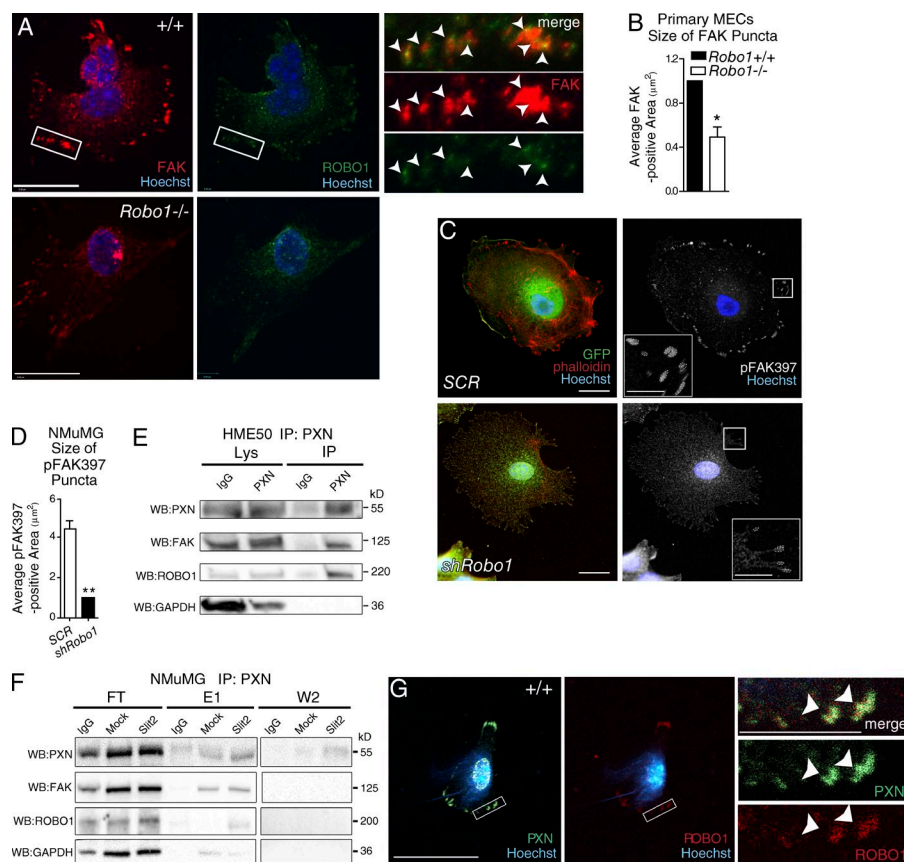 A
+/+
FAK
Hoechst
ROBO1
Hoechst
merge
FAK
ROBO1
Robo1-/-
B
Primary MECs
Size of FAK Puncta
Robo1+/+
Robo1-/-
Average FAK
-positive Area (μm²)
1.2
0.8
0.4
0.0
*
C
GFP
phalloidin
Hoechst
SCR
pFAK397
Hoechst
shRobo1
D
NMuMG
Size of
pFAK397
Puncta
Average pFAK397
-positive Area (μm²)
6
4
2
0
**
SCR
shRobo1
E
HME50 IP: PXN
Lys IP
IgG PXN IgG PXN
kD
WB:PXN 55
WB:FAK 125
WB:ROBO1 220
WB:GAPDH 36
F
NMuMG IP: PXN
FT E1 W2
IgG Mock Slit2 IgG Mock Slit2 IgG Mock Slit2
kD
WB:PXN 55
WB:FAK 125
WB:ROBO1 200
WB:GAPDH 36
G
+/+
PXN
Hoechst
ROBO1
Hoechst
merge
PXN
ROBO1